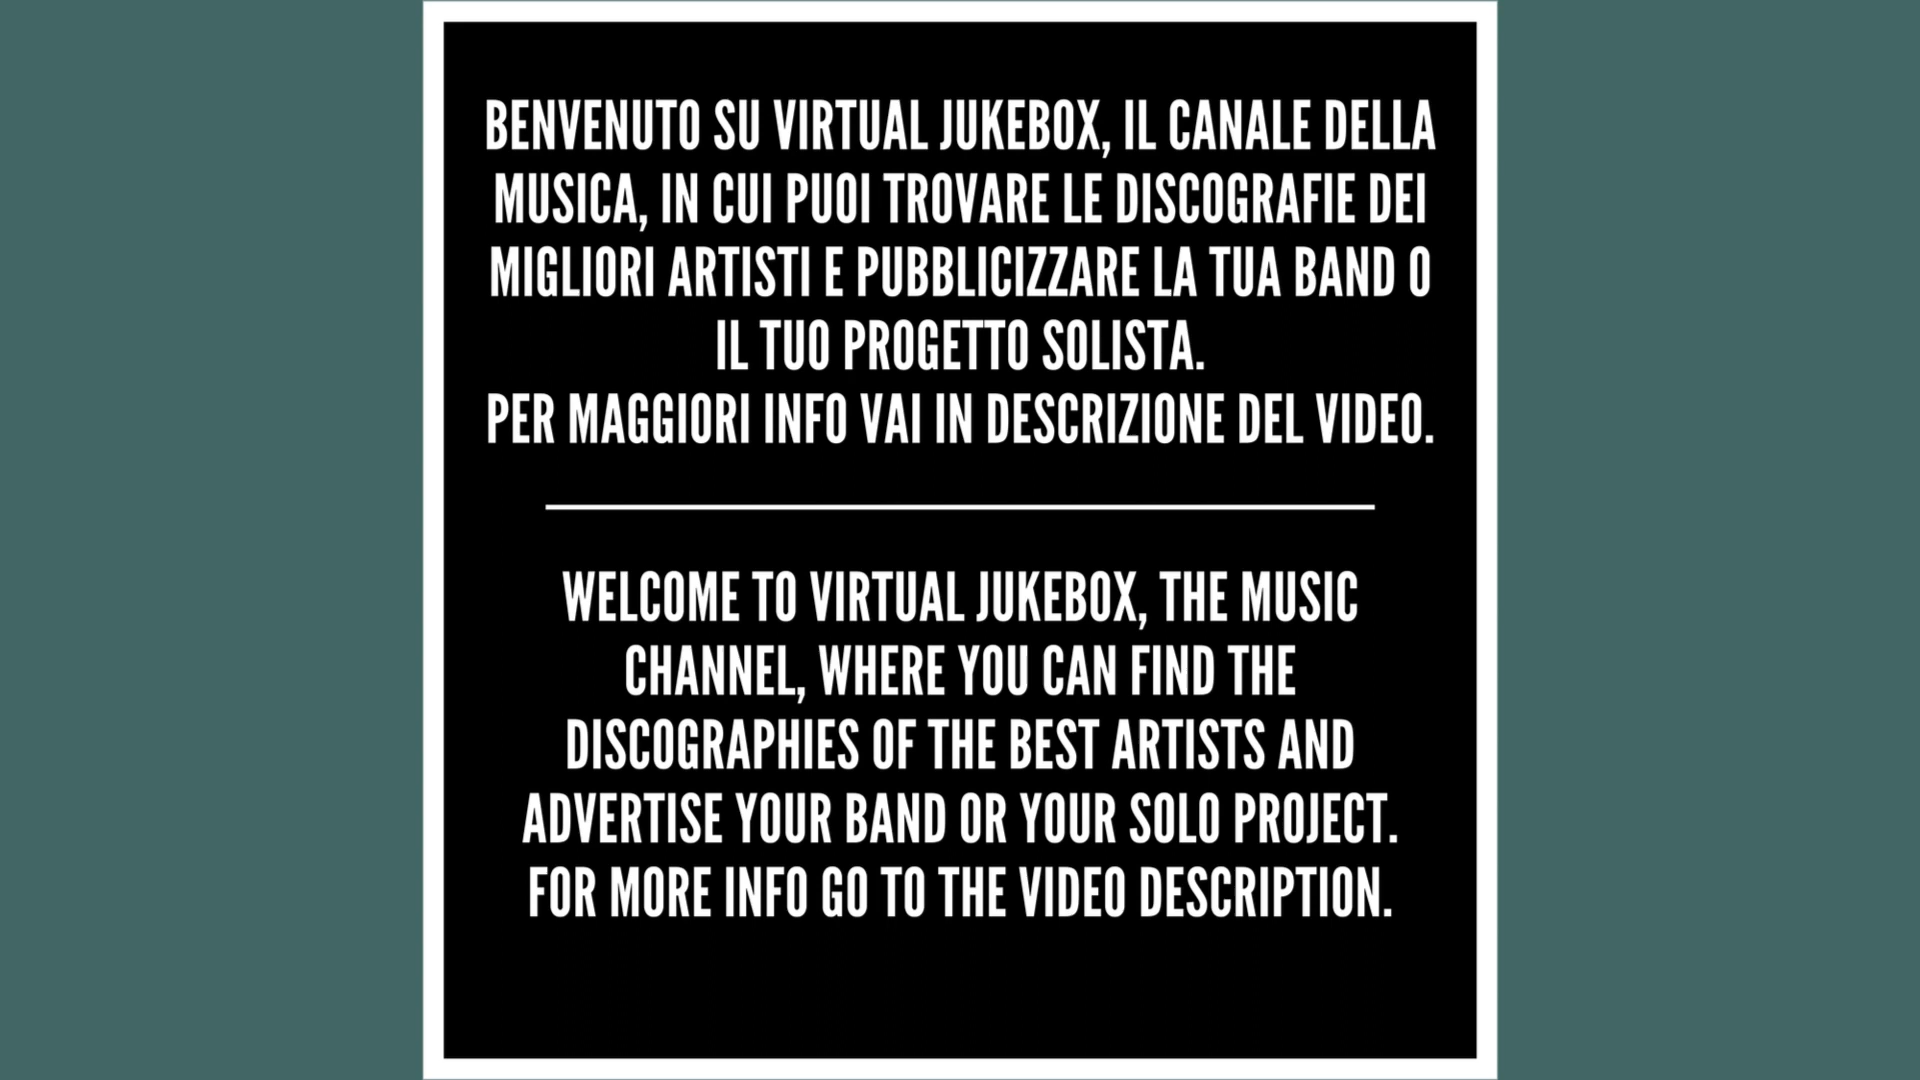 BENVENUTO SU VIRTUAL JUKEBOX, IL CANALE DELLA
MUSICA, IN CUI PUOI TROVARE LE DISCOGRAFIE DEI
MIGLIORI ARTISTI E PUBBLICIZZARE LA TUA BAND O
IL TUO PROGETTO SOLISTA.
PER MAGGIORI INFO VAI IN DESCRIZIONE DEL VIDEO.
WELCOME TO VIRTUAL JUKEBOX, THE MUSIC
CHANNEL, WHERE YOU CAN FIND THE
DISCOGRAPHIES OF THE BEST ARTISTS AND
ADVERTISE YOUR BAND OR YOUR SOLO PROJECT.
FOR MORE INFO GO TO THE VIDEO DESCRIPTION.